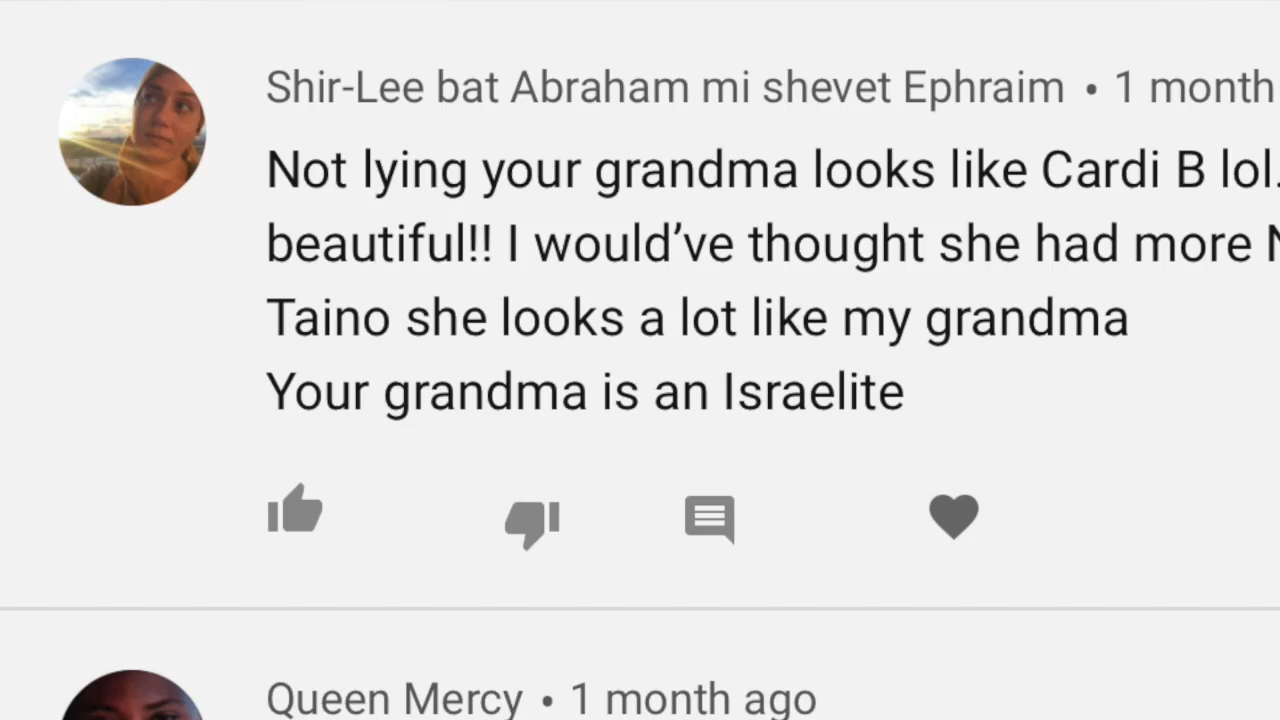 Shir-Lee bat Abraham mi shevet Ephraim • 1 month
Not lying your grandma looks like Cardi B lol.
beautiful!! I would’ve thought she had more
Taino she looks a lot like my grandma
Your grandma is an Israelite
Queen Mercy • 1 month ago